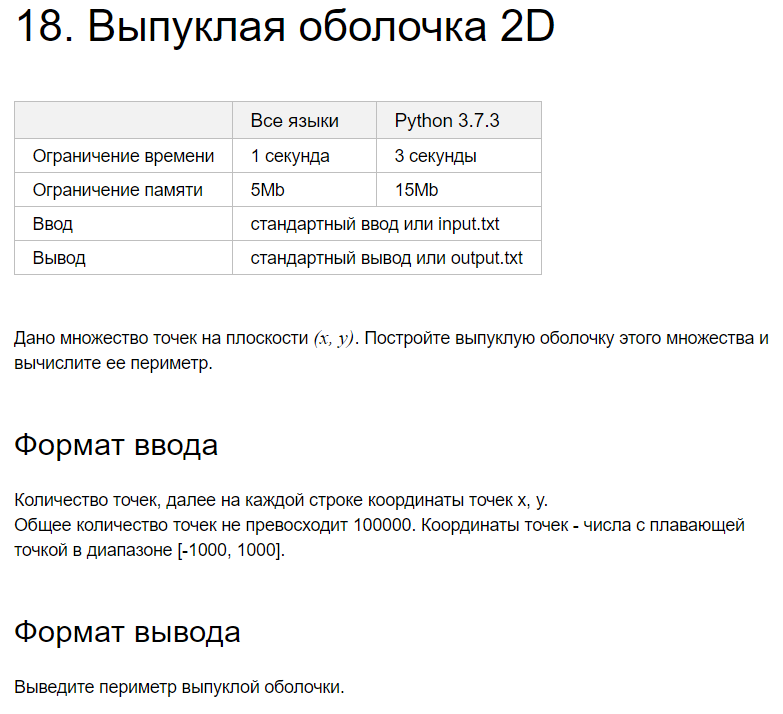 18. Выпуклая оболочка 2D
Все языки Python 3.7.3
Ограничение времени 1 секунда 3 секунды
Ограничение памяти 5Mb 15Mb
Ввод стандартный ввод или input.txt
Вывод стандартный вывод или output.txt
Дано множество точек на плоскости (x, y). Постройте выпуклую оболочку этого множества и
вычислите ее периметр.
Формат ввода
Количество точек, далее на каждой строке координаты точек x, y.
Общее количество точек не превосходит 100000. Координаты точек - числа с плавающей
точкой в диапазоне [-1000, 1000].
Формат вывода
Выведите периметр выпуклой оболочки.